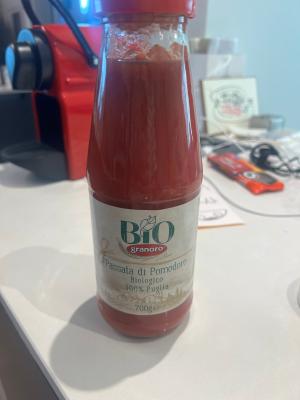 BIO
granoro
Passata di Pomodoro
Biologico
100% Puglia
700g